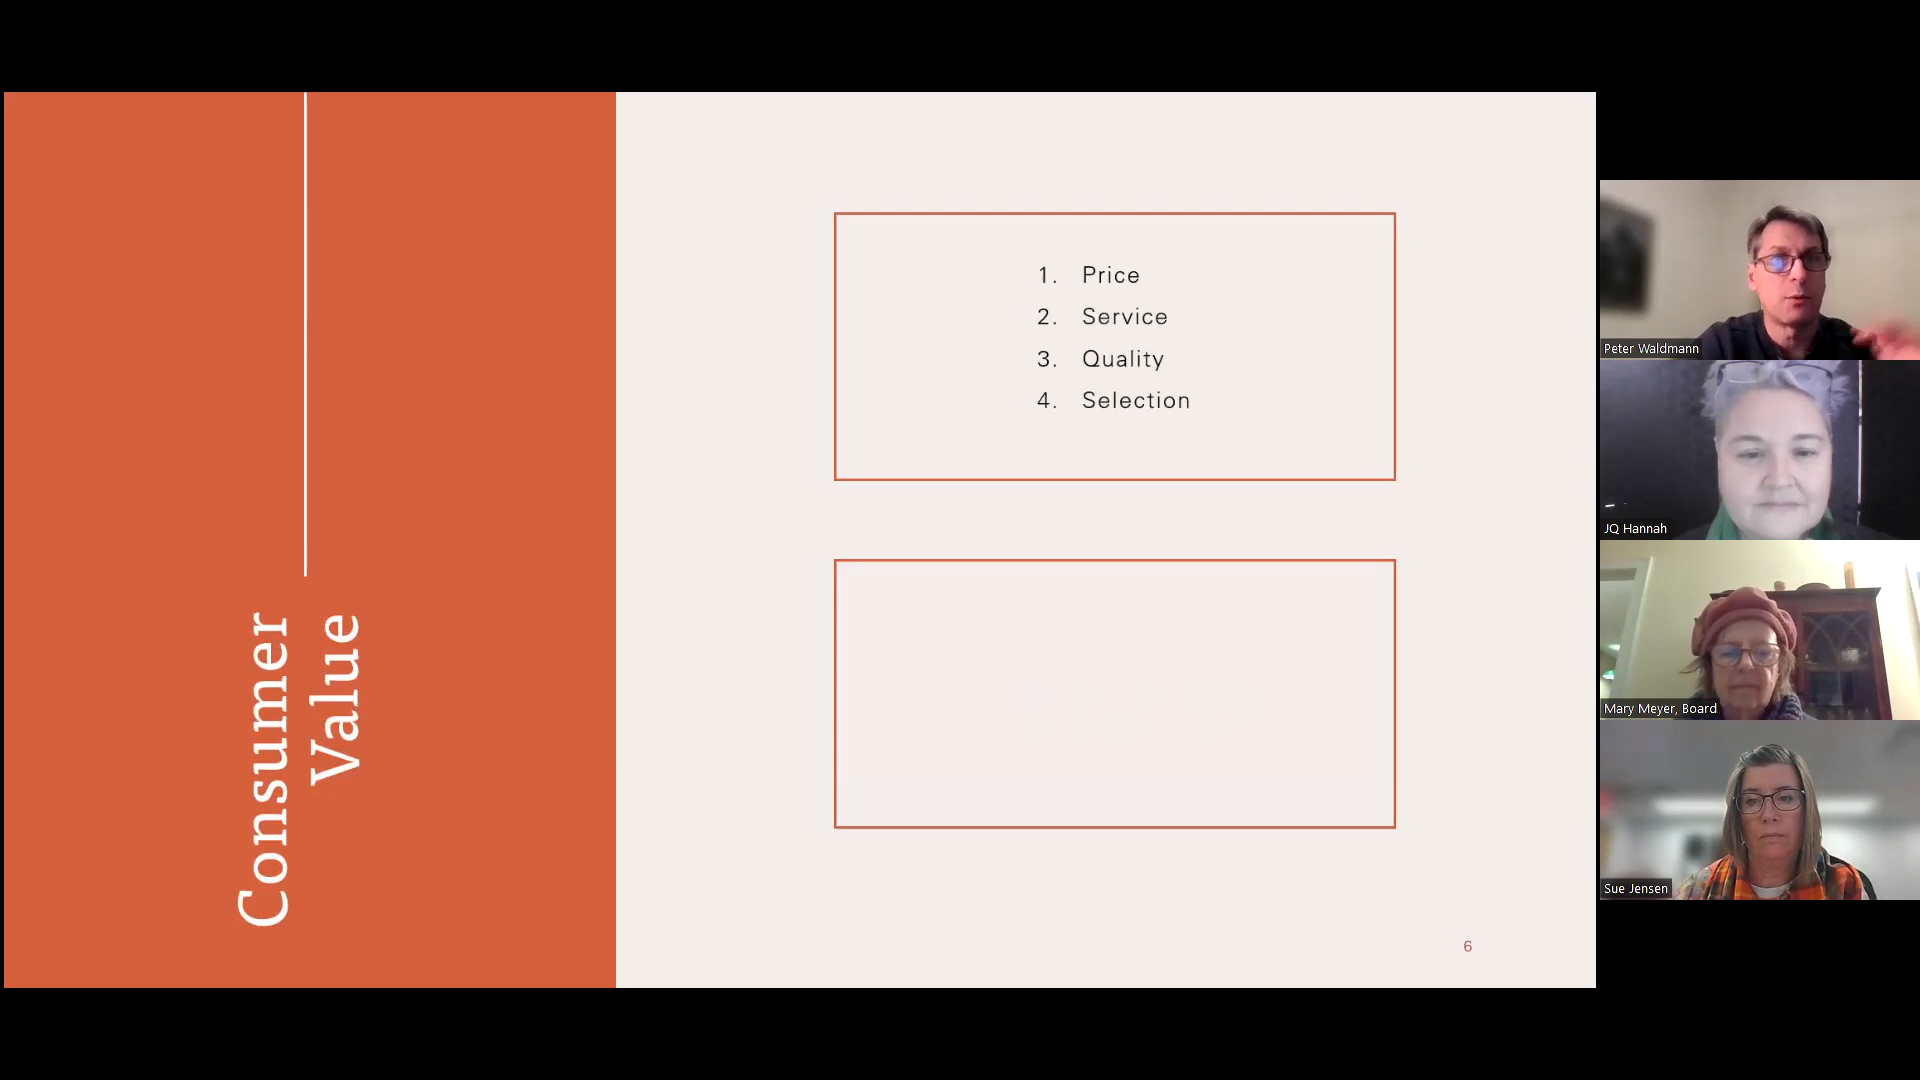 Consumer
Value
1. Price
2. Service
3. Quality
4. Selection
6
Peter Waldmann
JQ Hannah
Mary Meyer, Board
Sue Jensen